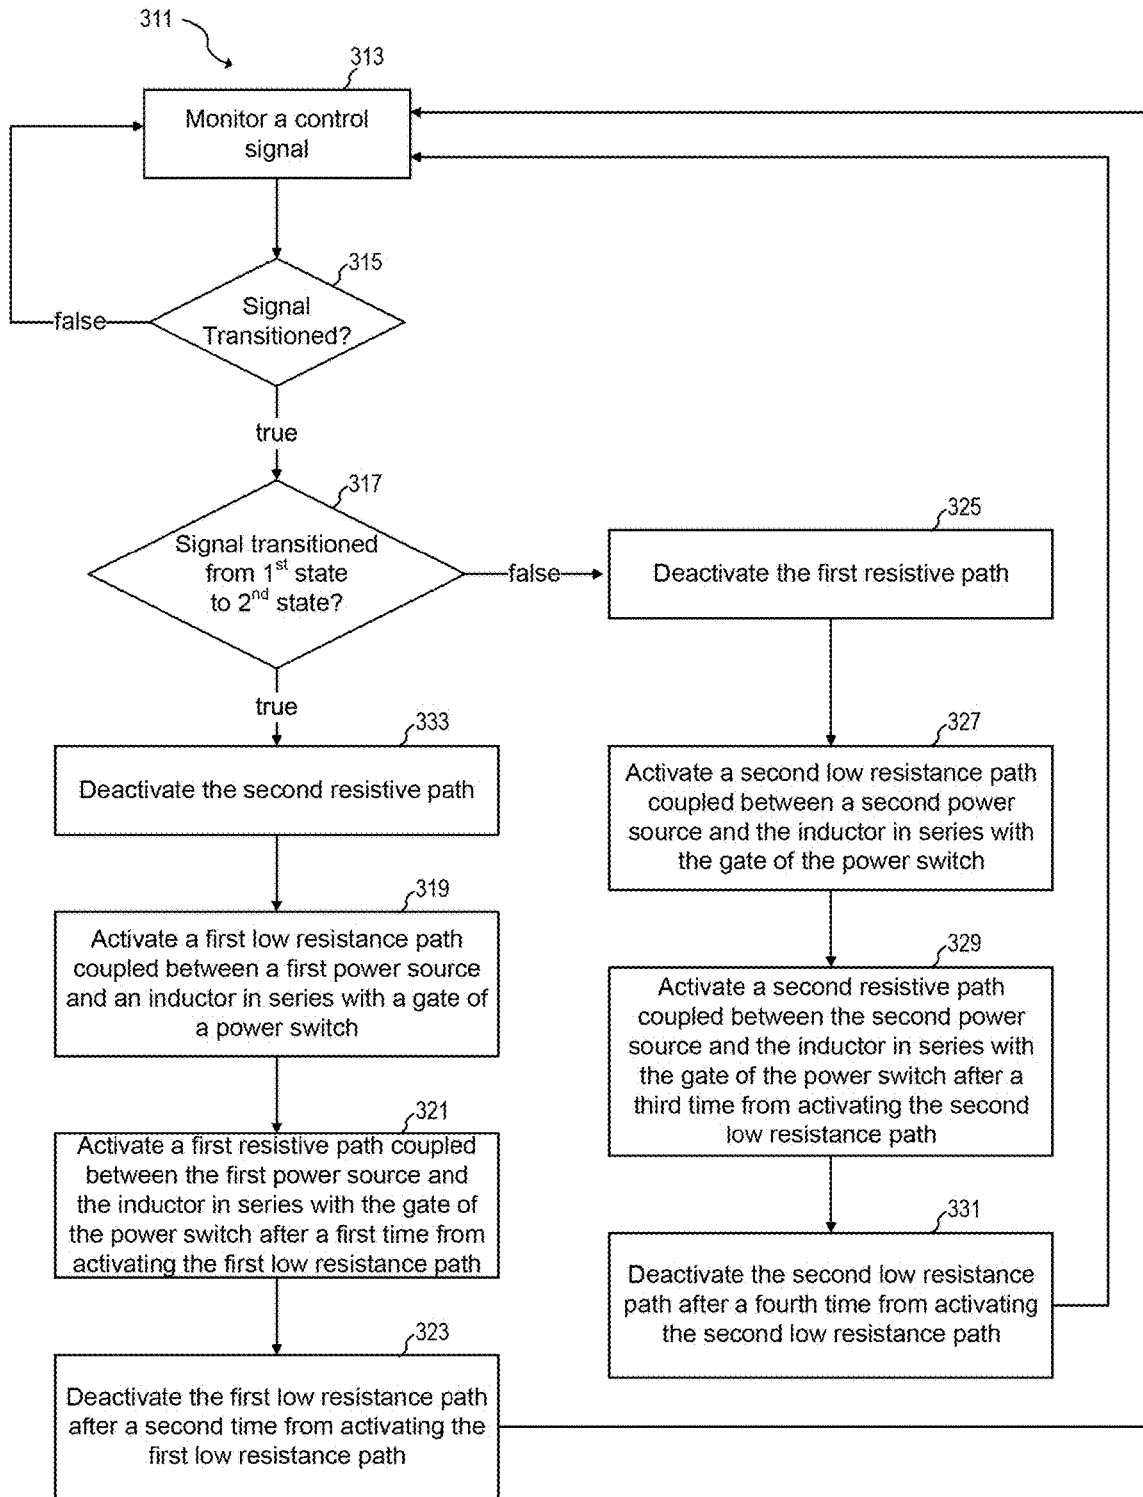 311
313
Monitor a control
signal
315
Signal
Transitioned?
false
true
317
Signal transitioned
from 1st state
to 2nd state?
false
true
325
Deactivate the first resistive path
333
Deactivate the second resistive path
327
Activate a second low resistance path
coupled between a second power
source and the inductor in series with
the gate of the power switch
319
Activate a first low resistance path
coupled between a first power source
and an inductor in series with a gate of
a power switch
329
Activate a second resistive path
coupled between the second power
source and the inductor in series with
the gate of the power switch after a
third time from activating the second
low resistance path
321
Activate a first resistive path coupled
between the first power source and
the inductor in series with the gate of
the power switch after a first time from
activating the first low resistance path
331
Deactivate the second low resistance
path after a fourth time from activating
the second low resistance path
323
Deactivate the first low resistance path
after a second time from activating the
first low resistance path